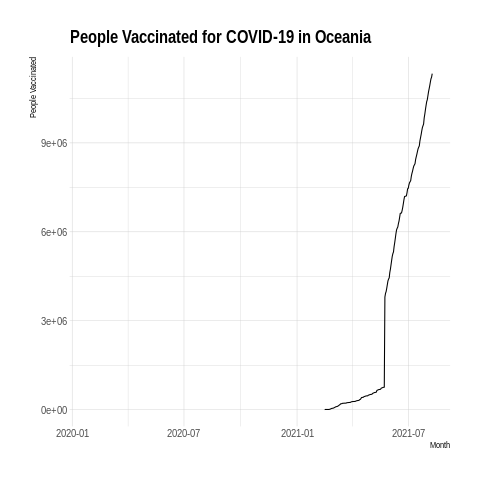 People Vaccinated for COVID-19 in Oceania
People Vaccinated
9e+06
6e+06
3e+06
0e+00
2020-01 2020-07 2021-01 2021-07
Month